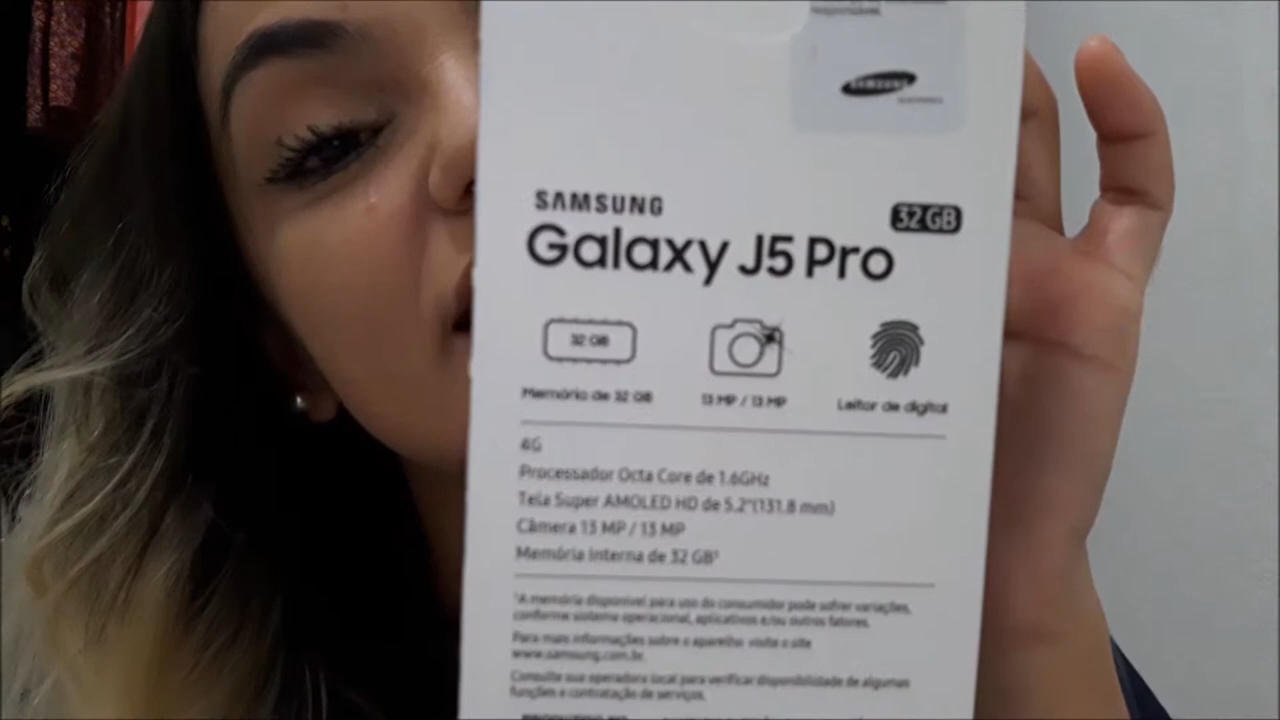 responsável.
SAMSUNG
ELECTRONICS
SAMSUNG
Galaxy J5 Pro
32 GB
32 GB
Memória de 32 GB
13 MP / 13 MP
Leitor de digital
4G
Processador Octa Core de 1.6GHz
Tela Super AMOLED HD de 5.2"(131.8 mm)
Câmera 13 MP / 13 MP
Memória Interna de 32 GB¹
¹A memória disponível para uso do consumidor pode sofrer variações,
conforme sistema operacional, aplicativos e/ou outros fatores.
Para mais informações sobre o aparelho visite o site
www.samsung.com.br.
Consulte sua operadora local para verificar disponibilidade de algumas
funções e contratação de serviços.